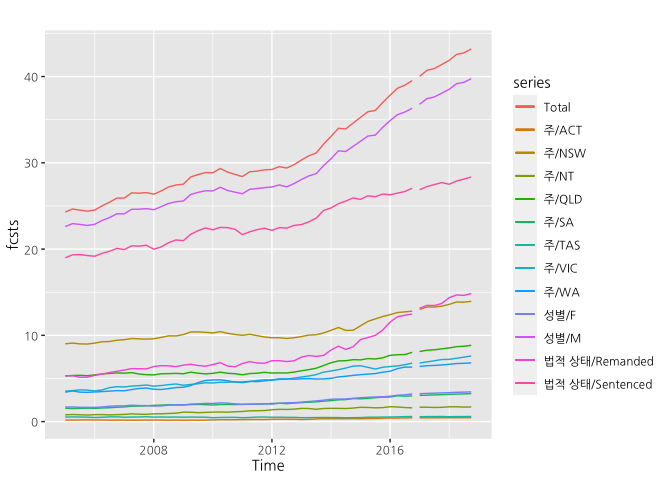 fcsts
40
30
20
10
0
2008
2012
2016
Time
series
Total
주/ACT
주/NSW
주/NT
주/QLD
주/SA
주/TAS
주/VIC
주/WA
성별/F
성별/M
법적 상태/Remanded
법적 상태/Sentenced